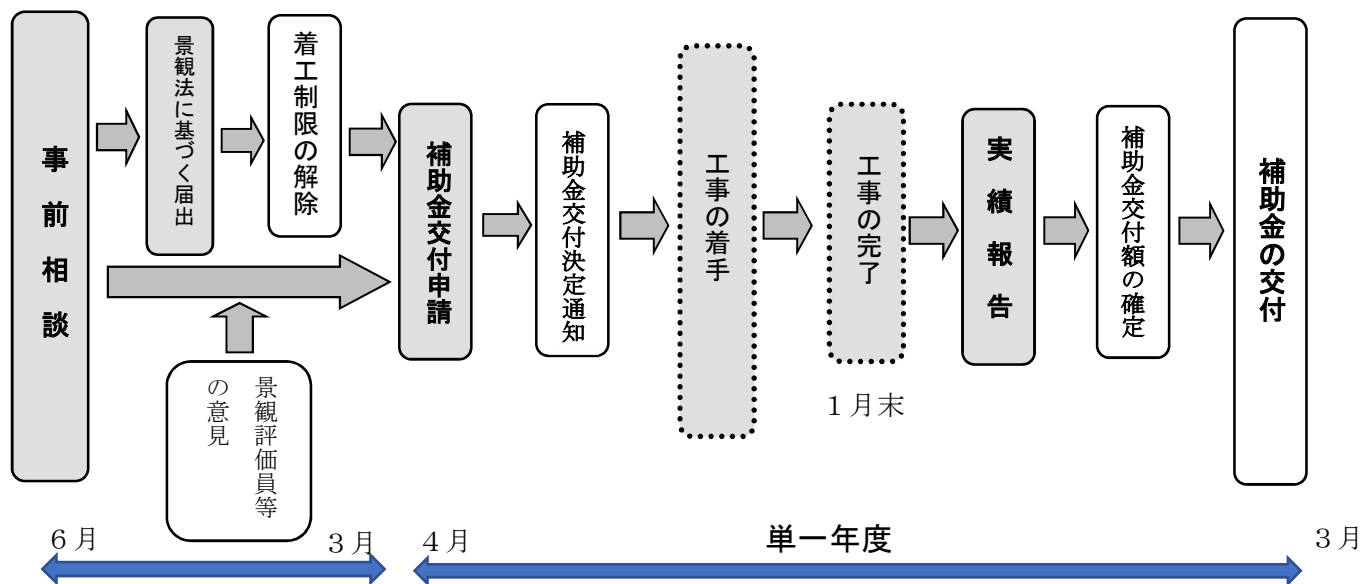 事前相談
景観法に基づく届出
着工制限の解除
補助金交付申請
補助金交付決定通知
工事の着手
工事の完了
実績報告
補助金交付額の確定
補助金の交付
景観評価員等
の意見
１月末
６月
３月
４月
単一年度
３月